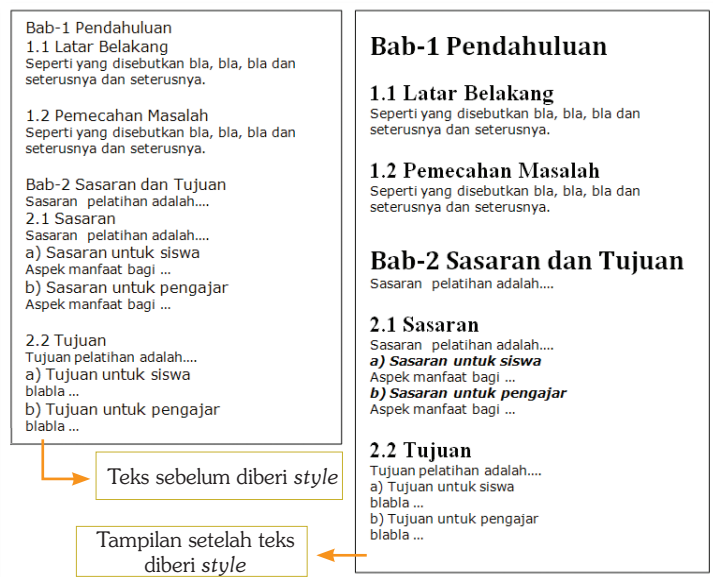 Bab-1 Pendahuluan
1.1 Latar Belakang
Seperti yang disebutkan bla, bla, bla dan
seterusnya dan seterusnya.
1.2 Pemecahan Masalah
Seperti yang disebutkan bla, bla, bla dan
seterusnya dan seterusnya.
Bab-2 Sasaran dan Tujuan
Sasaran  pelatihan adalah....
2.1 Sasaran
Sasaran  pelatihan adalah....
a) Sasaran untuk siswa
Aspek manfaat bagi ...
b) Sasaran untuk pengajar
Aspek manfaat bagi ...
2.2 Tujuan
Tujuan pelatihan adalah....
a) Tujuan untuk siswa
blabla ...
b) Tujuan untuk pengajar
blabla ...
Teks sebelum diberi style
Bab-1 Pendahuluan
1.1 Latar Belakang
Seperti yang disebutkan bla, bla, bla dan
seterusnya dan seterusnya.
1.2 Pemecahan Masalah
Seperti yang disebutkan bla, bla, bla dan
seterusnya dan seterusnya.
Bab-2 Sasaran dan Tujuan
Sasaran  pelatihan adalah....
2.1 Sasaran
Sasaran  pelatihan adalah....
a) Sasaran untuk siswa
Aspek manfaat bagi ...
b) Sasaran untuk pengajar
Aspek manfaat bagi ...
2.2 Tujuan
Tujuan pelatihan adalah....
a) Tujuan untuk siswa
blabla ...
b) Tujuan untuk pengajar
blabla ...
Tampilan setelah teks
diberi style